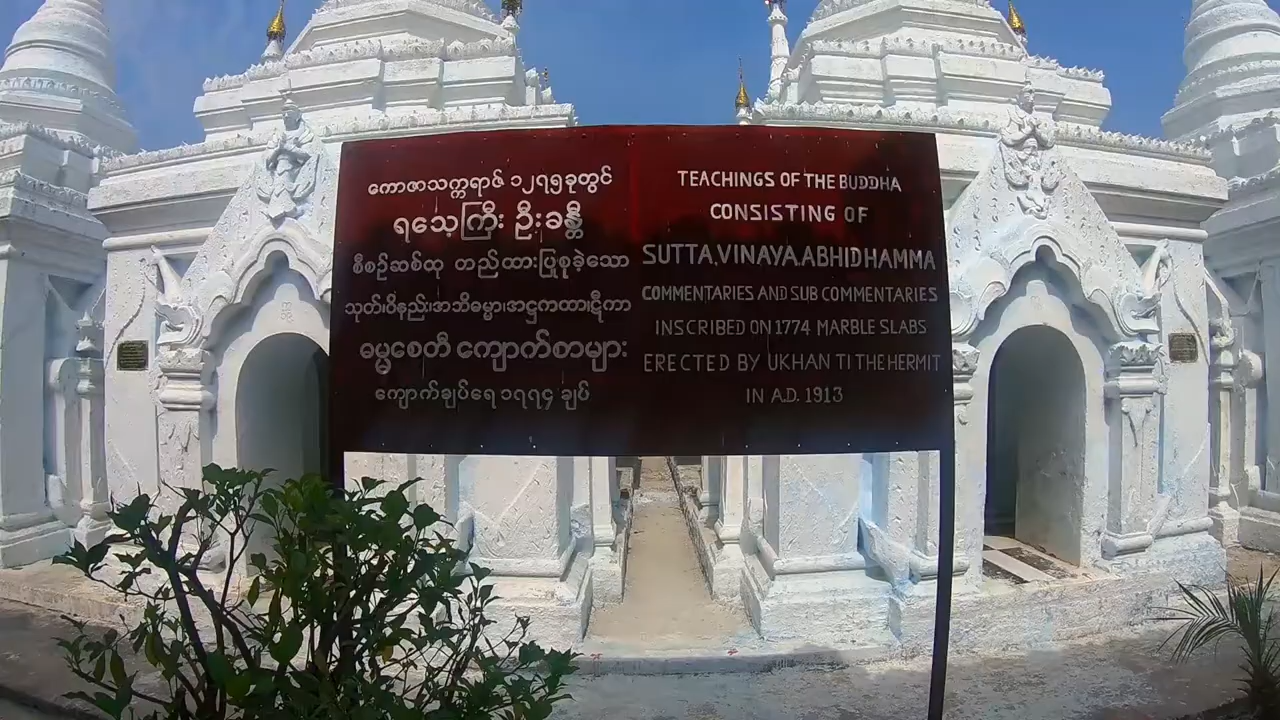 ကောဇာသက္ကရာဇ် ၁၂၇၅ခုတွင်
ရသေ့ကြီး ဦးခန္တီ
စီစဉ်ဆစ်ထု တည်ထားပြုစုခဲ့သော
သုတ်၊ဝိနည်း၊အဘိဓမ္မာ၊အဋ္ဌကထာ၊ဋီကာ
ဓမ္မစေတီ ကျောက်စာများ
ကျောက်ချပ်ရေ ၁၇၇၄ ချပ်
TEACHINGS OF THE BUDDHA
CONSISTING OF
SUTTA,VINAYA.ABHIDHAMMA
COMMENTARIES AND SUB COMMENTARIES
INSCRIBED ON 1774 MARBLE SLABS
ERECTED BY UKHAN TI THE HERMIT
IN A.D. 1913